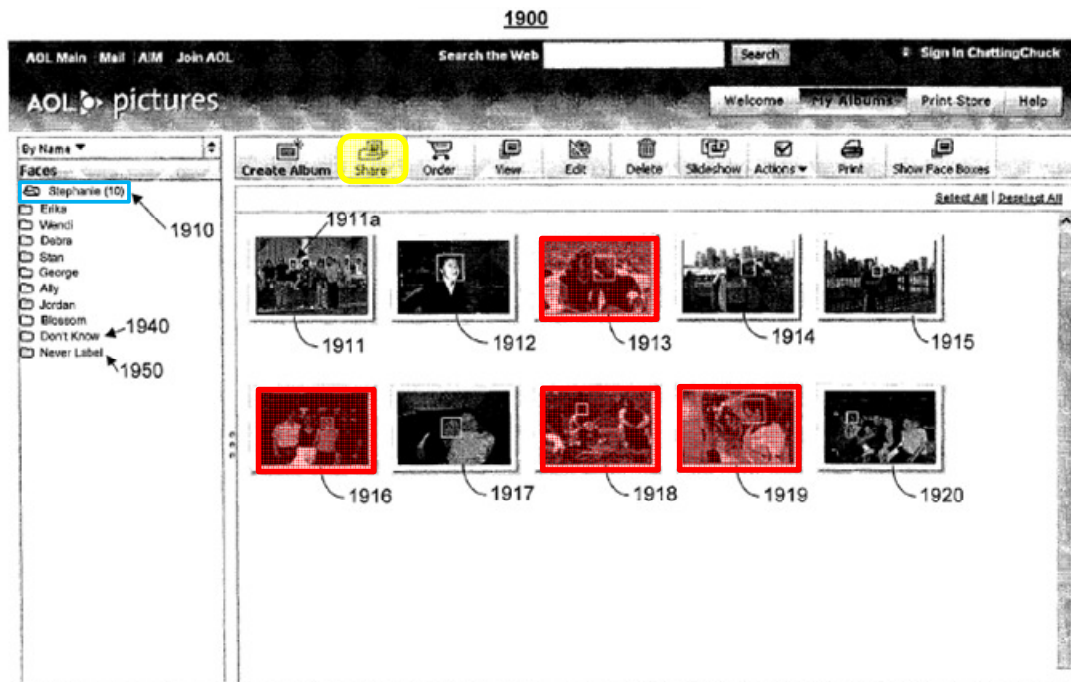 1900
AOL Main Mail AIM Join AOL Search the Web Search Sign In ChattingChuck
AOL pictures Welcome My Albums Print Store Help
By Name
Faces
Create Album Share Order View Edit Delete Slideshow Actions Print Show Face Boxes
Stephanie (10)
Select All | Deselect All
Erika
Wendi
Debra
Stan
George
Ally
Jordan
Blossom
Don't Know
Never Label
1910
1940
1950
1911a
1911
1912
1913
1914
1915
1916
1917
1918
1919
1920